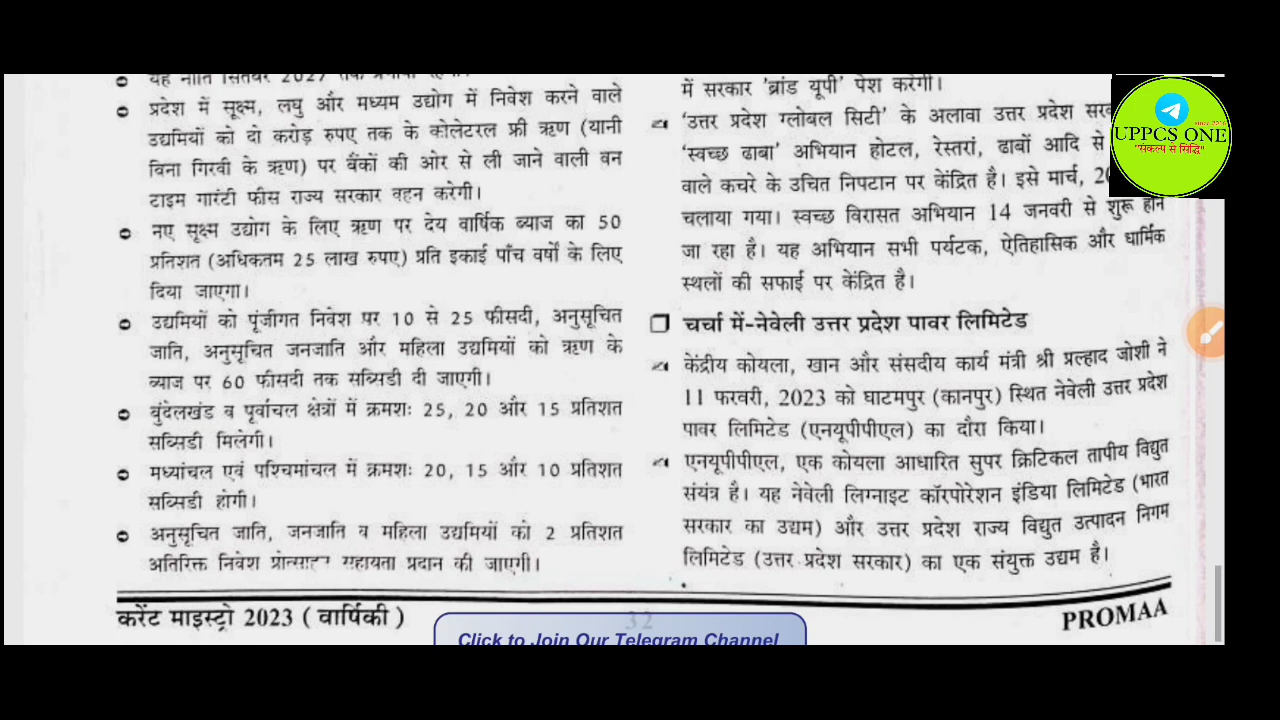 यह नीति सितंबर 2027 तक
प्रदेश में सूक्ष्म, लघु और मध्यम उद्योग में निवेश करने वाले
उद्यमियों को दो करोड़ रुपए तक के कोलेटरल फ्री ऋण (यानी
बिना गिरवी के ऋण) पर बैंकों की ओर से ली जाने वाली वन
टाइम गारंटी फीस राज्य सरकार वहन करेगी।
नए सूक्ष्म उद्योग के लिए ऋण पर देय वार्षिक ब्याज का 50
प्रतिशत (अधिकतम 25 लाख रुपए) प्रति इकाई पाँच वर्षों के लिए
दिया जाएगा।
उद्यमियों को पूंजीगत निवेश पर 10 से 25 फीसदी, अनुसूचित
जाति, अनुसूचित जनजाति और महिला उद्यमियों को ऋण के
ब्याज पर 60 फीसदी तक सब्सिडी दी जाएगी।
बुंदेलखंड व पूर्वांचल क्षेत्रों में क्रमशः 25, 20 और 15 प्रतिशत
सब्सिडी मिलेगी।
मध्यांचल एवं पश्चिमांचल में क्रमशः 20, 15 और 10 प्रतिशत
सब्सिडी होगी।
अनुसूचित जाति, जनजाति व महिला उद्यमियों को 2 प्रतिशत
अतिरिक्त निवेश प्रोत्साहन सहायता प्रदान की जाएगी।
में सरकार 'ब्रांड यूपी' पेश करेगी।
'उत्तर प्रदेश ग्लोबल सिटी' के अलावा उत्तर प्रदेश
'स्वच्छ ढाबा' अभियान होटल, रेस्तरां, ढाबों आदि से
वाले कचरे के उचित निपटान पर केंद्रित है। इसे मार्च,
चलाया गया। स्वच्छ विरासत अभियान 14 जनवरी से शुरू होने
जा रहा है। यह अभियान सभी पर्यटक, ऐतिहासिक और धार्मिक
स्थलों की सफाई पर केंद्रित है।
चर्चा में-नेवेली उत्तर प्रदेश पावर लिमिटेड
केंद्रीय कोयला, खान और संसदीय कार्य मंत्री श्री प्रल्हाद जोशी ने
11 फरवरी, 2023 को घाटमपुर (कानपुर) स्थित नेवेली उत्तर प्रदेश
पावर लिमिटेड (एनयूपीपीएल) का दौरा किया।
एनयूपीपीएल, एक कोयला आधारित सुपर क्रिटिकल तापीय विद्युत
संयंत्र है। यह नेवेली लिग्नाइट कॉरपोरेशन इंडिया लिमिटेड (भारत
सरकार का उद्यम) और उत्तर प्रदेश राज्य विद्युत उत्पादन निगम
लिमिटेड (उत्तर प्रदेश सरकार) का एक संयुक्त उद्यम है।
UPPCS ONE
"संकल्प से सिद्धि"
करेंट माइस्ट्रो 2023 ( वार्षिकी )
32
PROMAA
Click to Join Our Telegram Channel